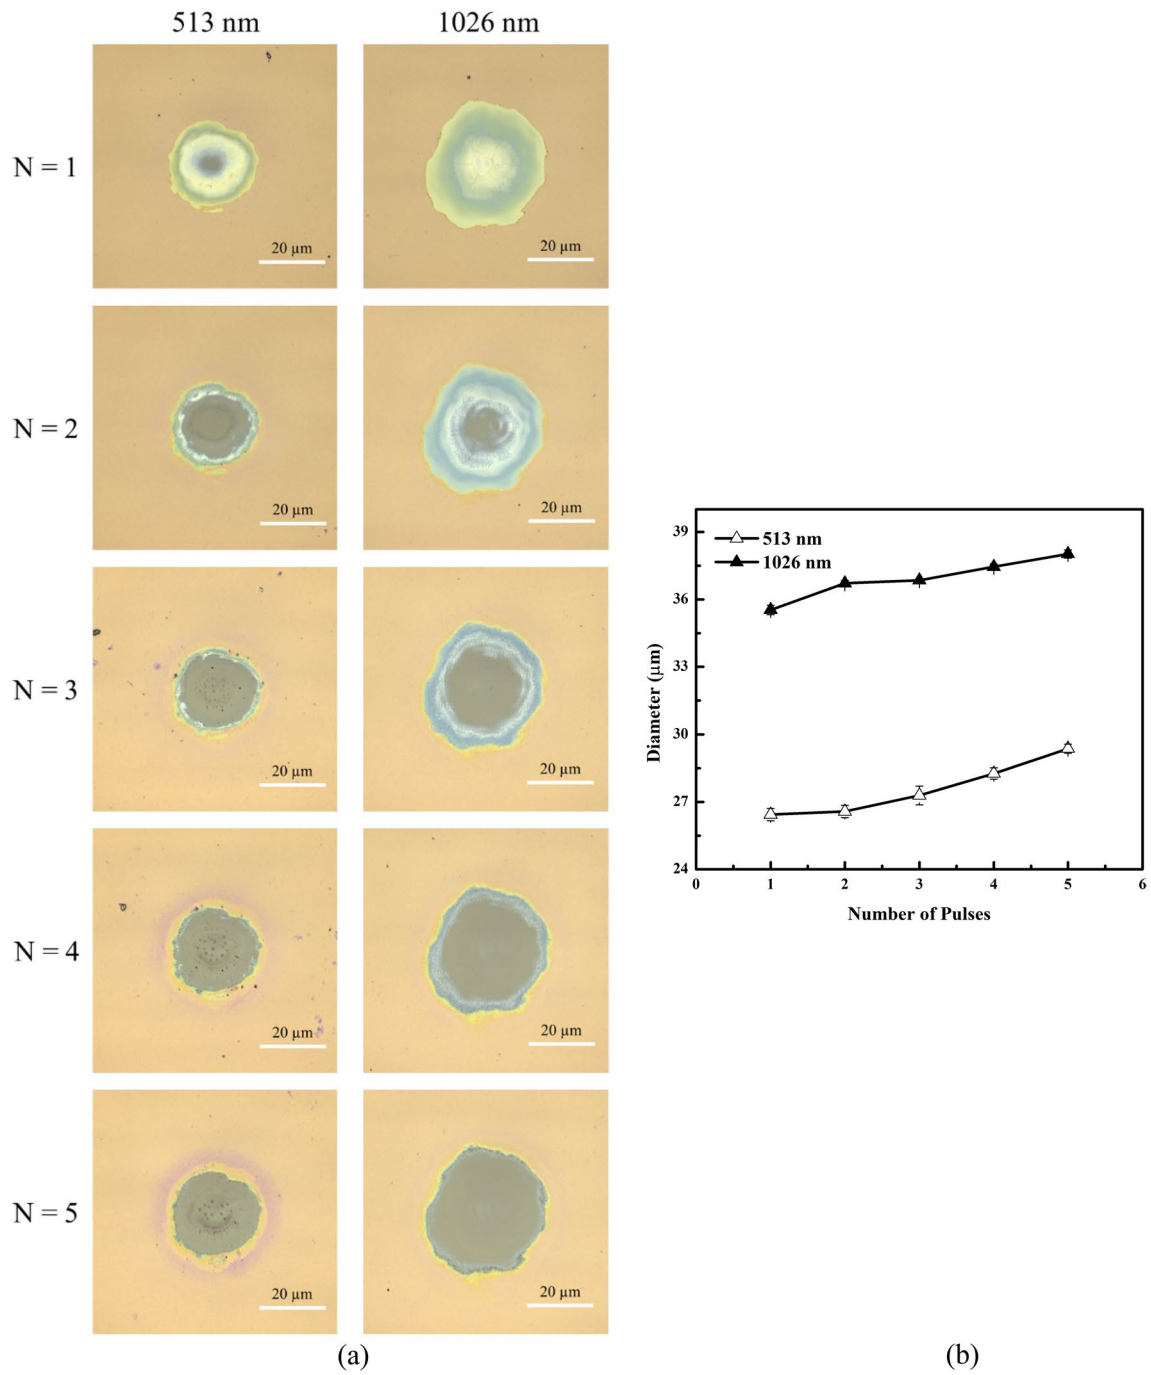 513 nm 1026 nm
N = 1
20 µm 20 µm
N = 2
20 µm 20 µm
N = 3
20 µm 20 µm
N = 4
20 µm 20 µm
N = 5
20 µm 20 µm
(a)
39
36
33
30
27
24
Diameter (µm)
513 nm
1026 nm
0 1 2 3 4 5 6
Number of Pulses
(b)